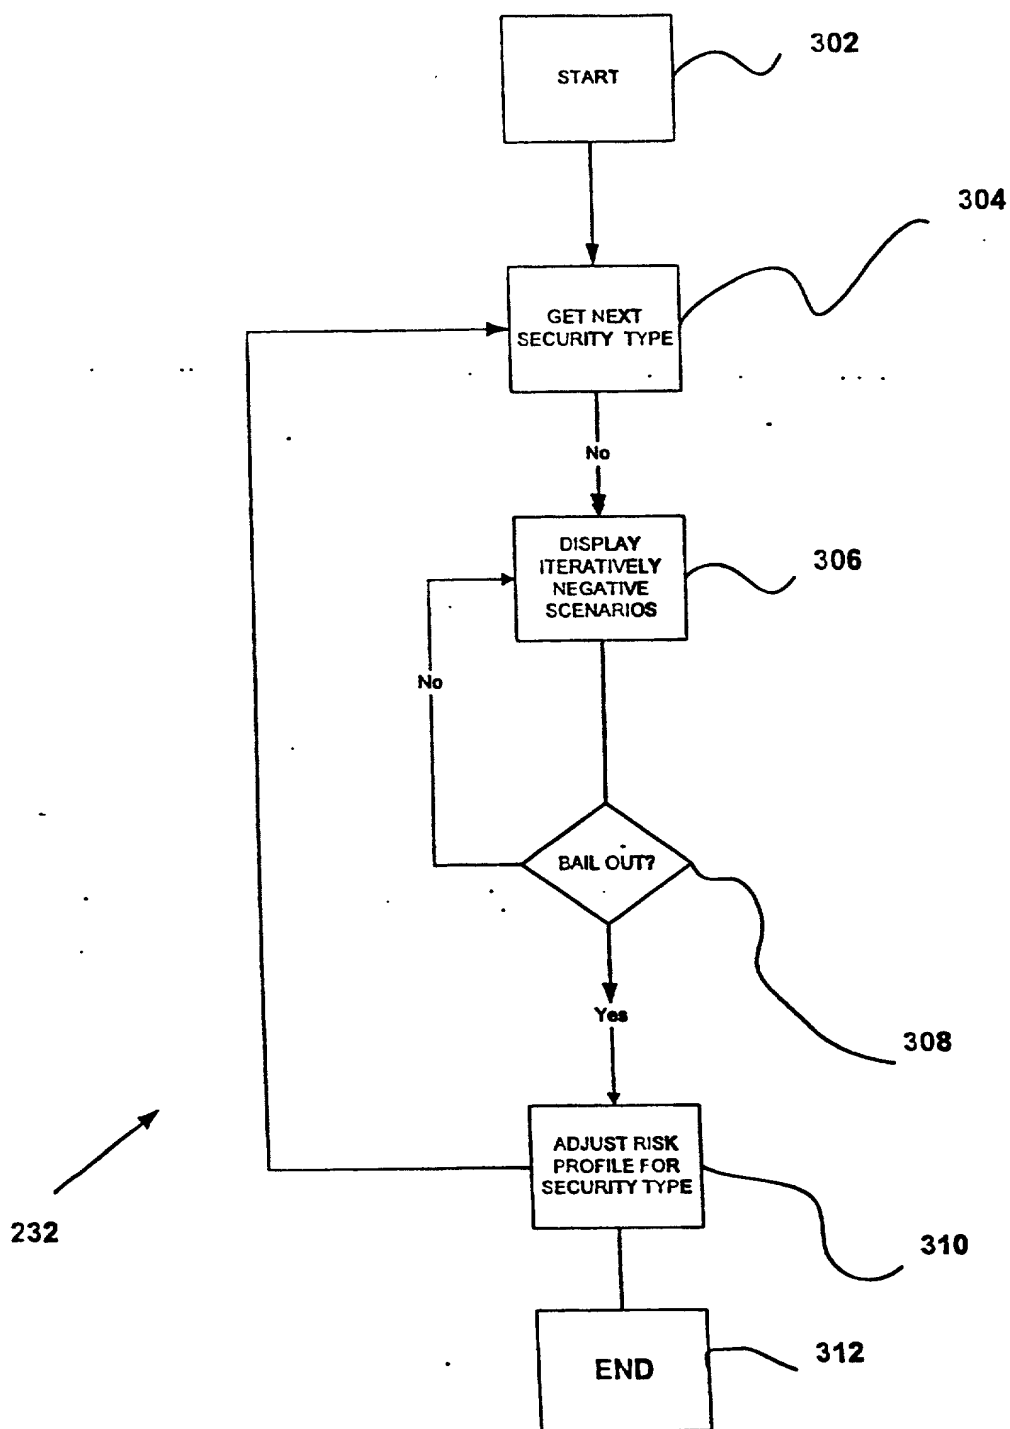 START
302
304
GET NEXT
SECURITY TYPE
No
DISPLAY
ITERATIVELY
NEGATIVE
SCENARIOS
306
No
BAIL OUT?
Yes
308
ADJUST RISK
PROFILE FOR
SECURITY TYPE
232
310
END
312